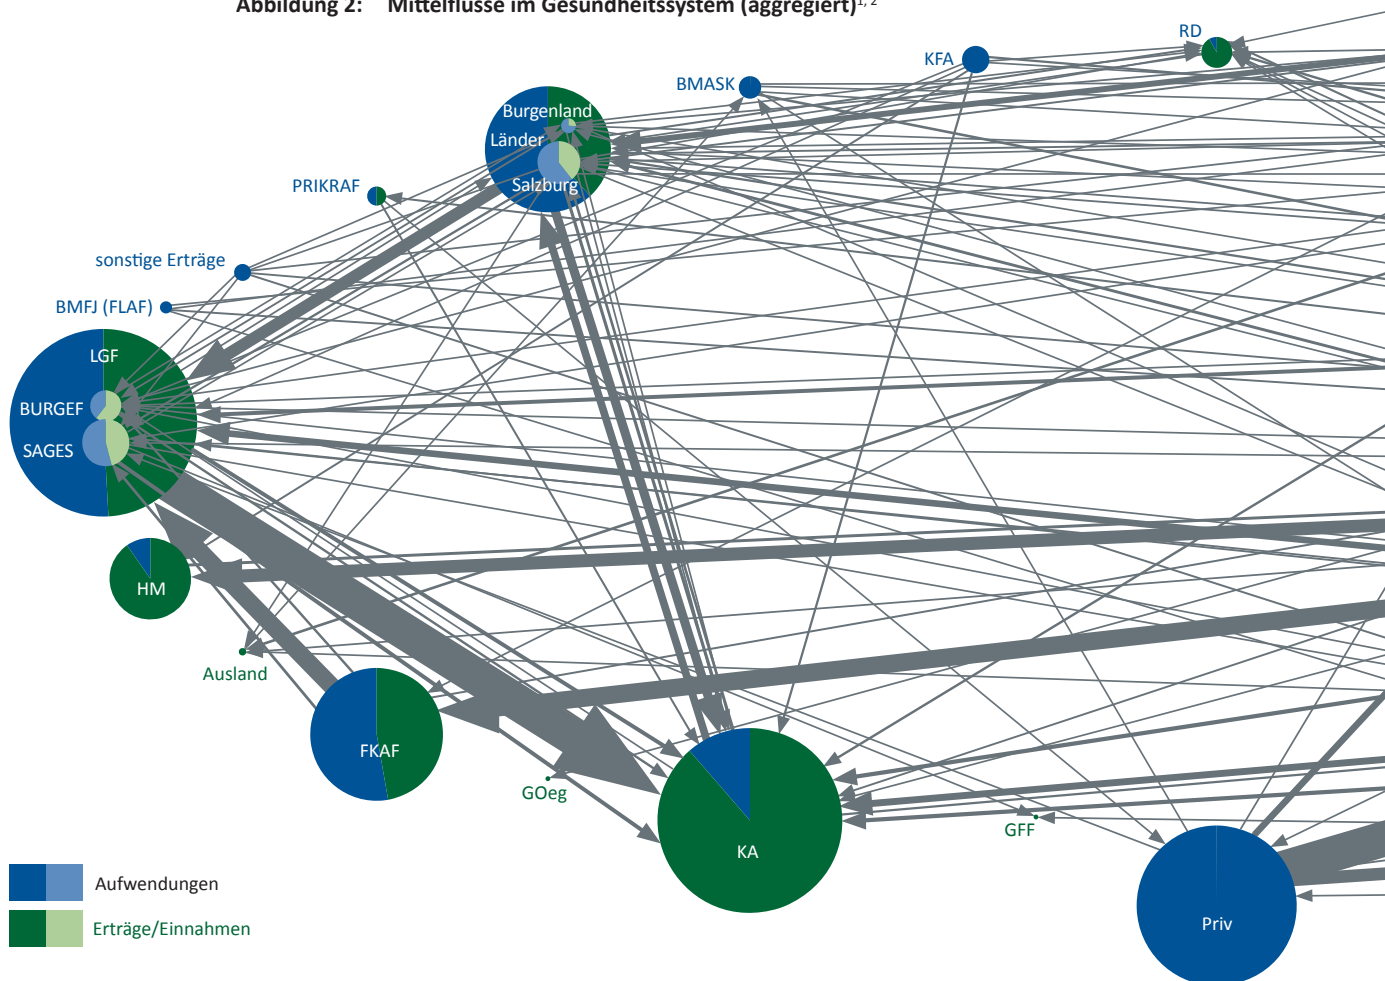 Abbildung 2: Mittelflüsse im Gesundheitssystem (aggregiert)1, 2
RD
KFA
BMASK
Burgenland
Länder
Salzburg
PRIKRAF
sonstige Erträge
BMFJ (FLAF)
LGF
BURGEF
SAGES
HM
Ausland
FKAF
GOeg
GFF
KA
Priv
Aufwendungen
Erträge/Einnahmen